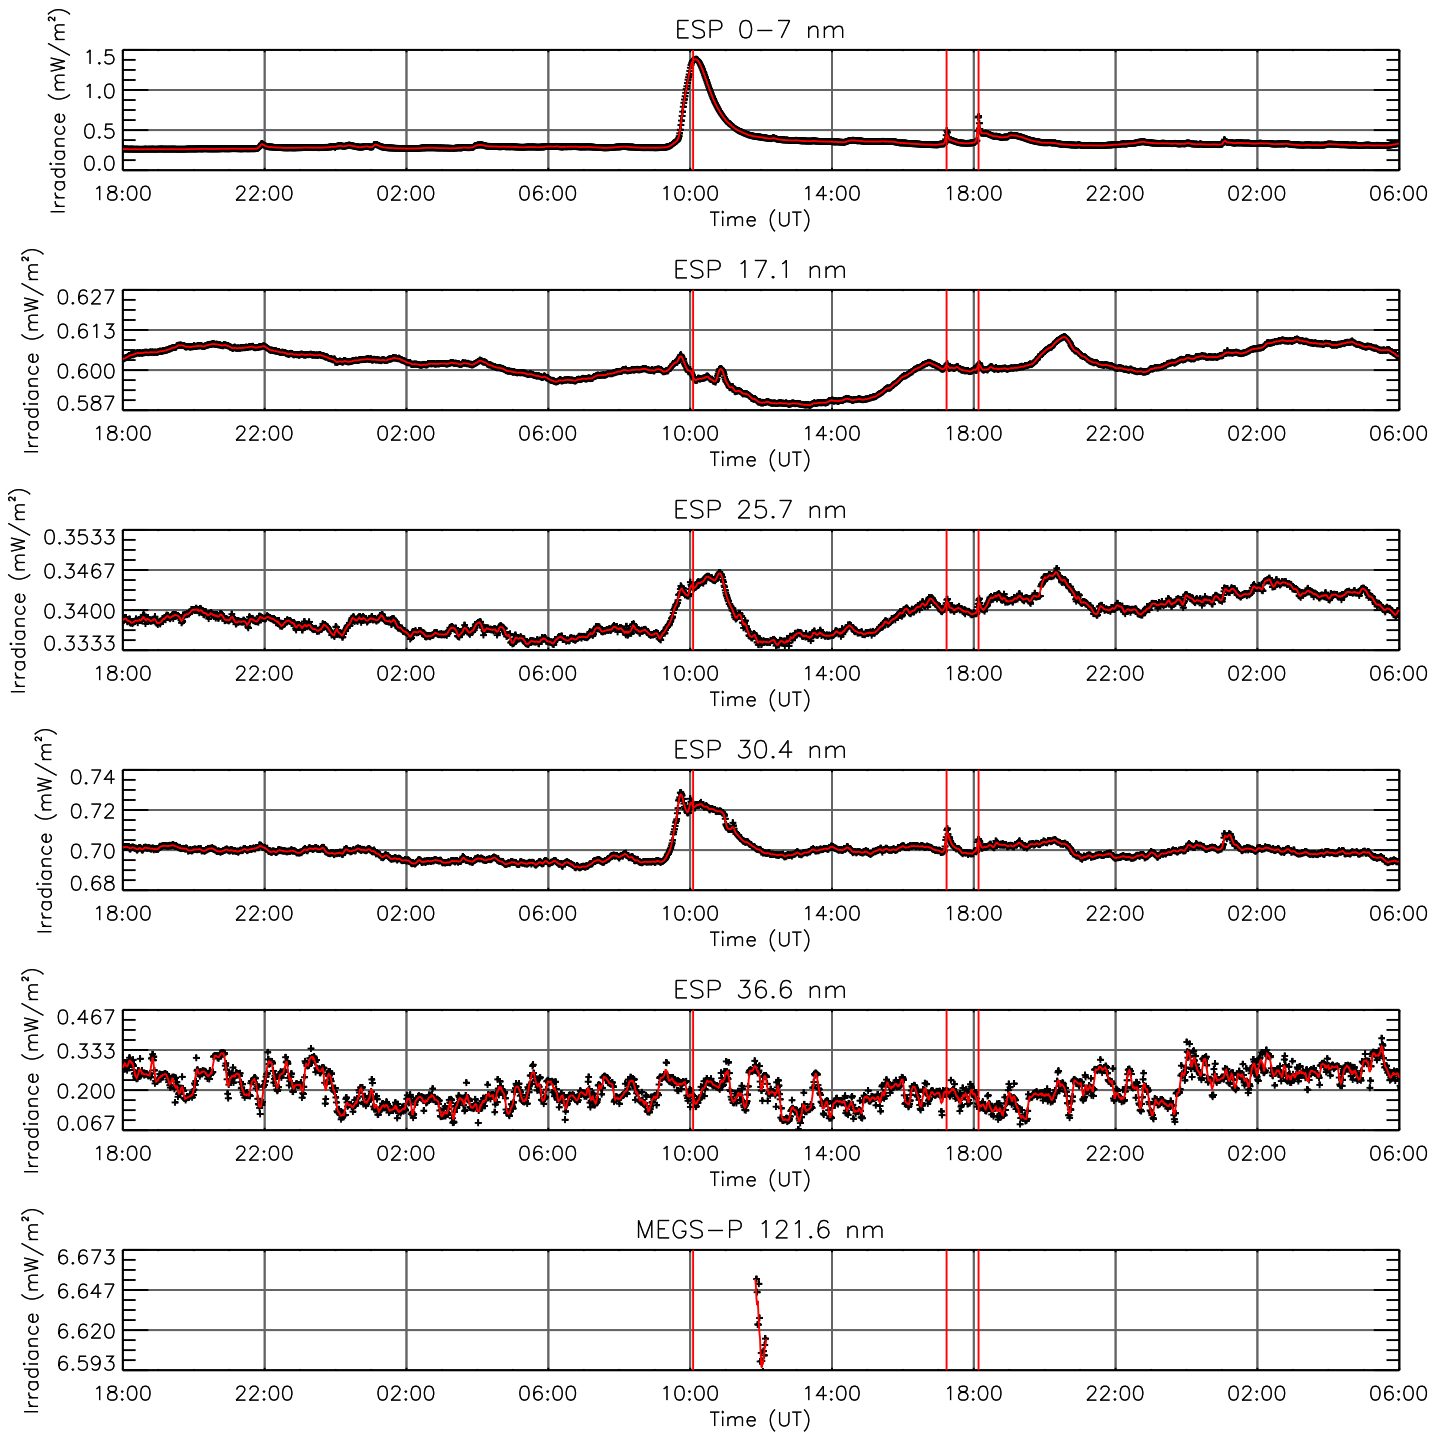 ESP 0-7 nm
Irradiance (mW/m²)
1.5
1.0
0.5
0.0
18:00 22:00 02:00 06:00 10:00 14:00 18:00 22:00 02:00 06:00
Time (UT)
ESP 17.1 nm
Irradiance (mW/m²)
0.627
0.613
0.600
0.587
18:00 22:00 02:00 06:00 10:00 14:00 18:00 22:00 02:00 06:00
Time (UT)
ESP 25.7 nm
Irradiance (mW/m²)
0.3533
0.3467
0.3400
0.3333
18:00 22:00 02:00 06:00 10:00 14:00 18:00 22:00 02:00 06:00
Time (UT)
ESP 30.4 nm
Irradiance (mW/m²)
0.74
0.72
0.70
0.68
18:00 22:00 02:00 06:00 10:00 14:00 18:00 22:00 02:00 06:00
Time (UT)
ESP 36.6 nm
Irradiance (mW/m²)
0.467
0.333
0.200
0.067
18:00 22:00 02:00 06:00 10:00 14:00 18:00 22:00 02:00 06:00
Time (UT)
MEGS-P 121.6 nm
Irradiance (mW/m²)
6.673
6.647
6.620
6.593
18:00 22:00 02:00 06:00 10:00 14:00 18:00 22:00 02:00 06:00
Time (UT)